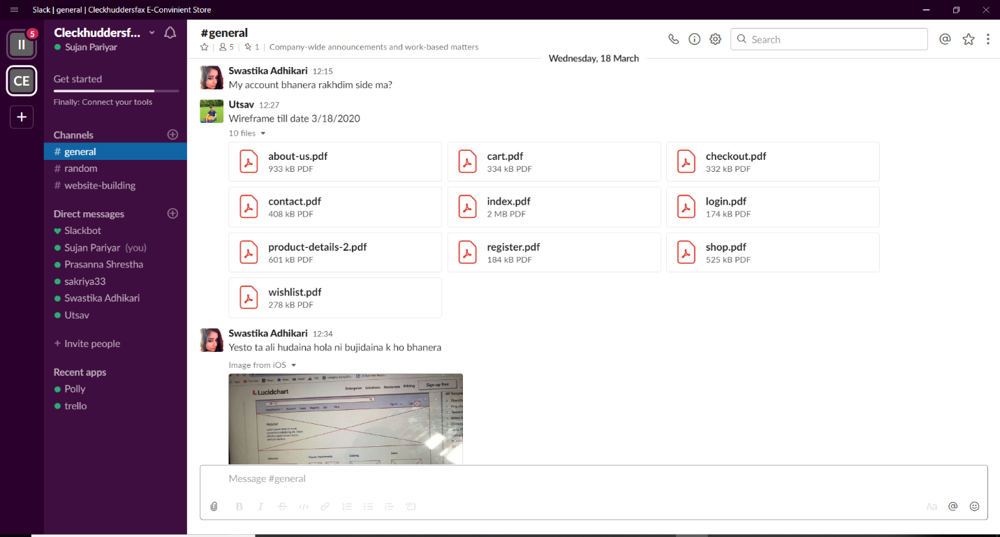 Slack | general | Cleckhuddersfax E-Convinient Store
II
5
CE
+
Cleckhuddersf...
Sujan Pariyar
Get started
Finally: Connect your tools
Channels
# general
# random
# website-building
Direct messages
Slackbot
Sujan Pariyar (you)
Prasanna Shrestha
sakriya33
Swastika Adhikari
Utsav
+ Invite people
Recent apps
Polly
trello
#general
5 | 1 | Company-wide announcements and work-based matters
Search
Wednesday, 18 March
Swastika Adhikari 12:15
My account bhanera rakhdim side ma?
Utsav 12:27
Wireframe till date 3/18/2020
10 files
about-us.pdf
933 kB PDF
cart.pdf
334 kB PDF
checkout.pdf
332 kB PDF
contact.pdf
408 kB PDF
index.pdf
2 MB PDF
login.pdf
174 kB PDF
product-details-2.pdf
601 kB PDF
register.pdf
184 kB PDF
shop.pdf
525 kB PDF
wishlist.pdf
278 kB PDF
Swastika Adhikari 12:34
Yesto ta ali hudaina hola ni bujidaina k ho bhanera
Image from iOS
Lucidchart
Enterprise Solutions Resources Pricing Sign up free
Header
Message #general
B I S </> Aa @